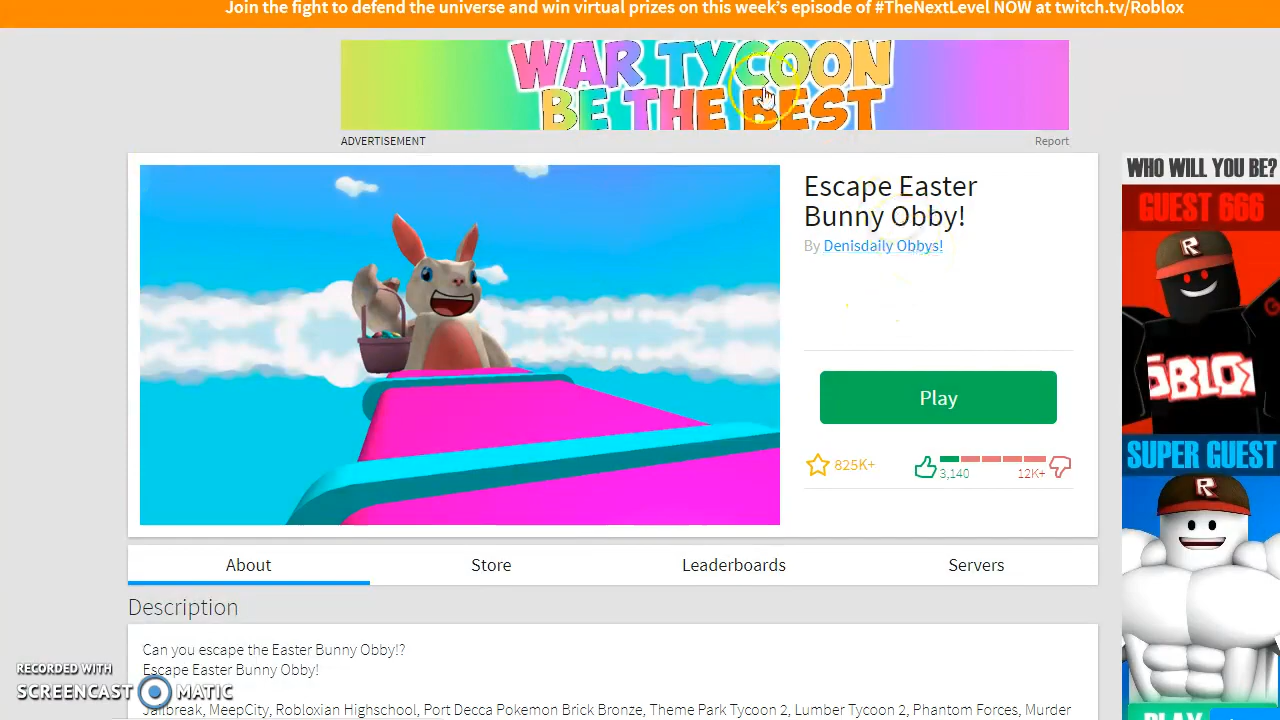 Join the fight to defend the universe and win virtual prizes on this week's episode of #TheNextLevel NOW at twitch.tv/Roblox
WAR TYCOON
BE THE BEST
ADVERTISEMENT
Report
Escape Easter
Bunny Obby!
By Denisdaily Obbys!
Play
825K+
3,140
12K+
WHO WILL YOU BE?
GUEST 666
R
ROBLOX
SUPER GUEST
R
PLAY
About
Store
Leaderboards
Servers
Description
Can you escape the Easter Bunny Obby!?
Escape Easter Bunny Obby!
Jailbreak, MeepCity, Robloxian Highschool, Pokemon Brick Bronze, Theme Park Tycoon 2, Lumber Tycoon 2, Phantom Forces, Murder
RECORDED WITH
SCREENCAST MATIC